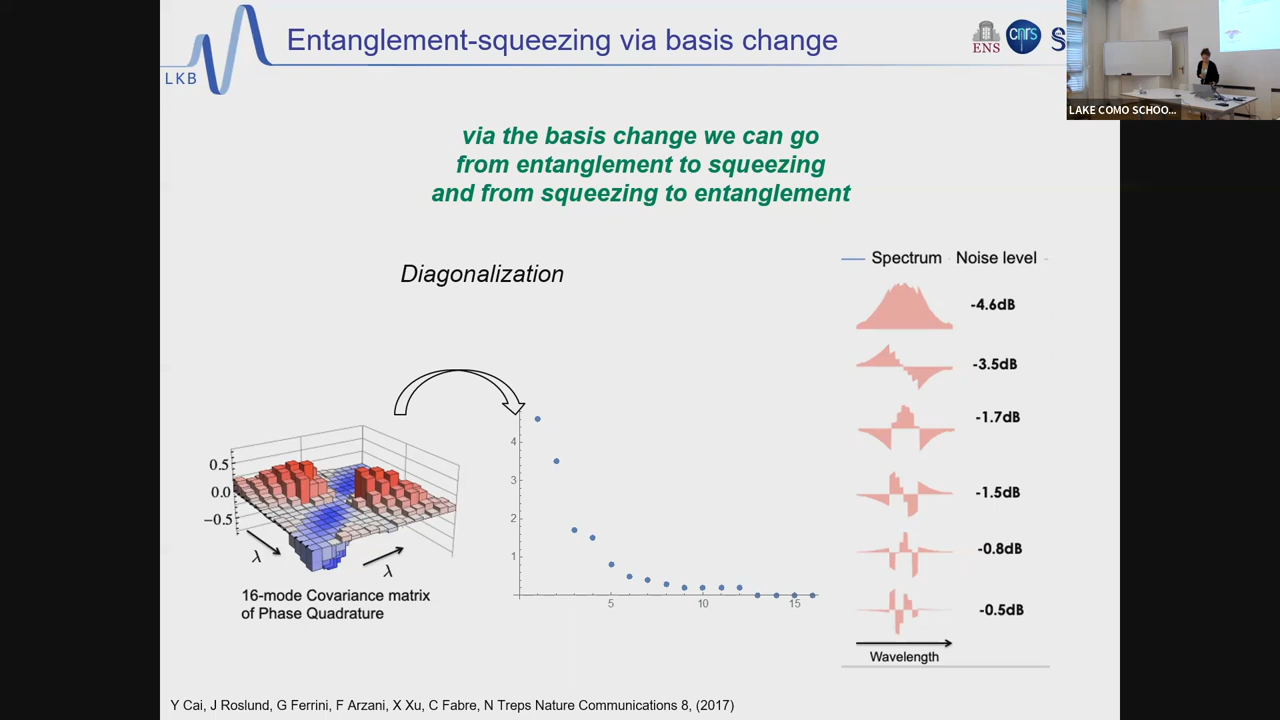 Entanglement-squeezing via basis change
LKB
ENS
cnrs
S
LAKE COMO SCHOO...
via the basis change we can go
from entanglement to squeezing
and from squeezing to entanglement
Diagonalization
Spectrum Noise level
-4.6dB
-3.5dB
-1.7dB
-1.5dB
-0.8dB
-0.5dB
Wavelength
0.5
0.0
−0.5
λ
λ
16-mode Covariance matrix
of Phase Quadrature
4
3
2
1
5
10
15
Y Cai, J Roslund, G Ferrini, F Arzani, X Xu, C Fabre, N Treps Nature Communications 8, (2017)